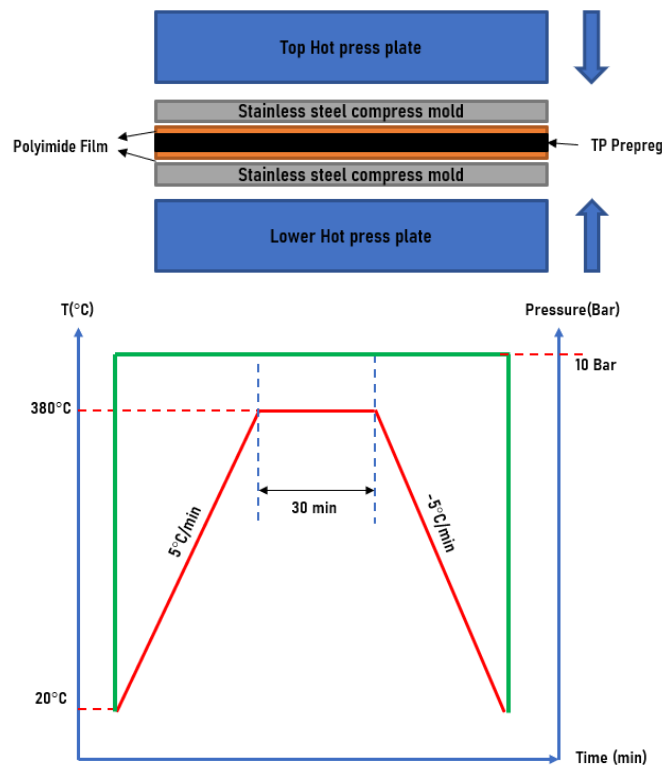 Top Hot press plate
Stainless steel compress mold
Polyimide Film
TP Prepreg
Stainless steel compress mold
Lower Hot press plate
T(°C)
Pressure(Bar)
10 Bar
380°C
30 min
5°C/min
-5°C/min
20°C
Time (min)